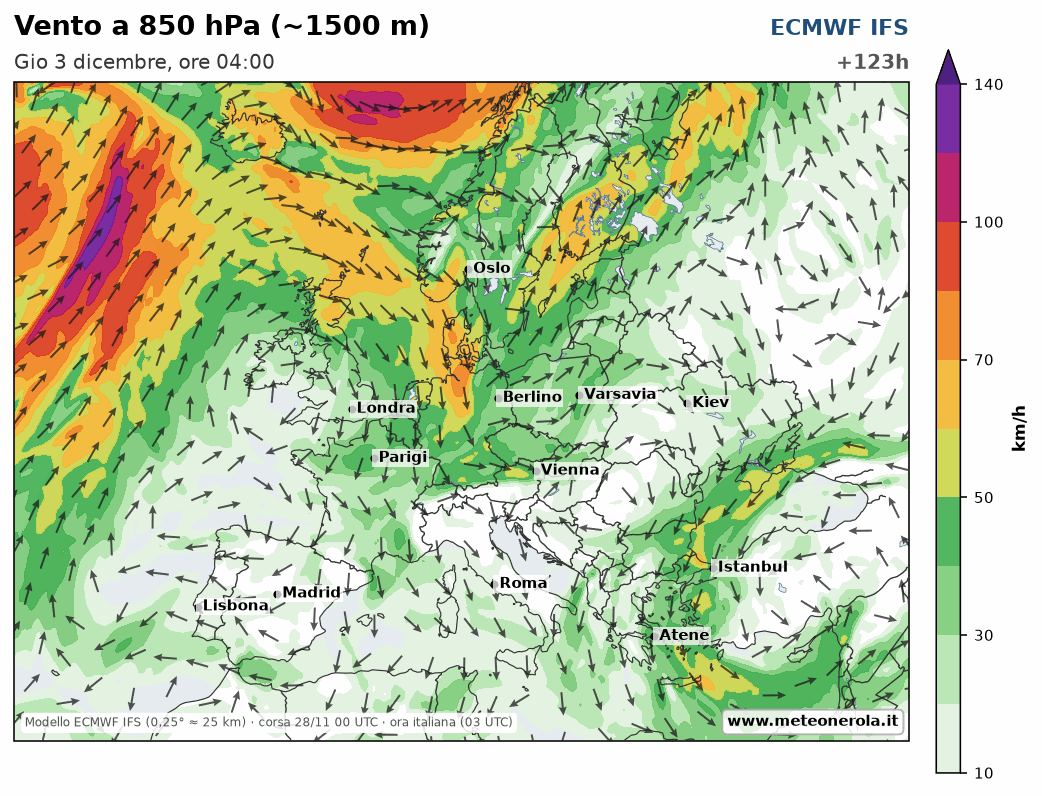 Vento a 850 hPa (~1500 m)
ECMWF IFS
Gio 3 dicembre, ore 04:00
+123h
140
100
70
50
30
10
km/h
Oslo
Londra
Berlino
Varsavia
Kiev
Parigi
Vienna
Istanbul
Roma
Madrid
Lisbona
Atene
Modello ECMWF IFS (0,25° ≈ 25 km) · corsa 28/11 00 UTC · ora italiana (03 UTC)
www.meteonerola.it